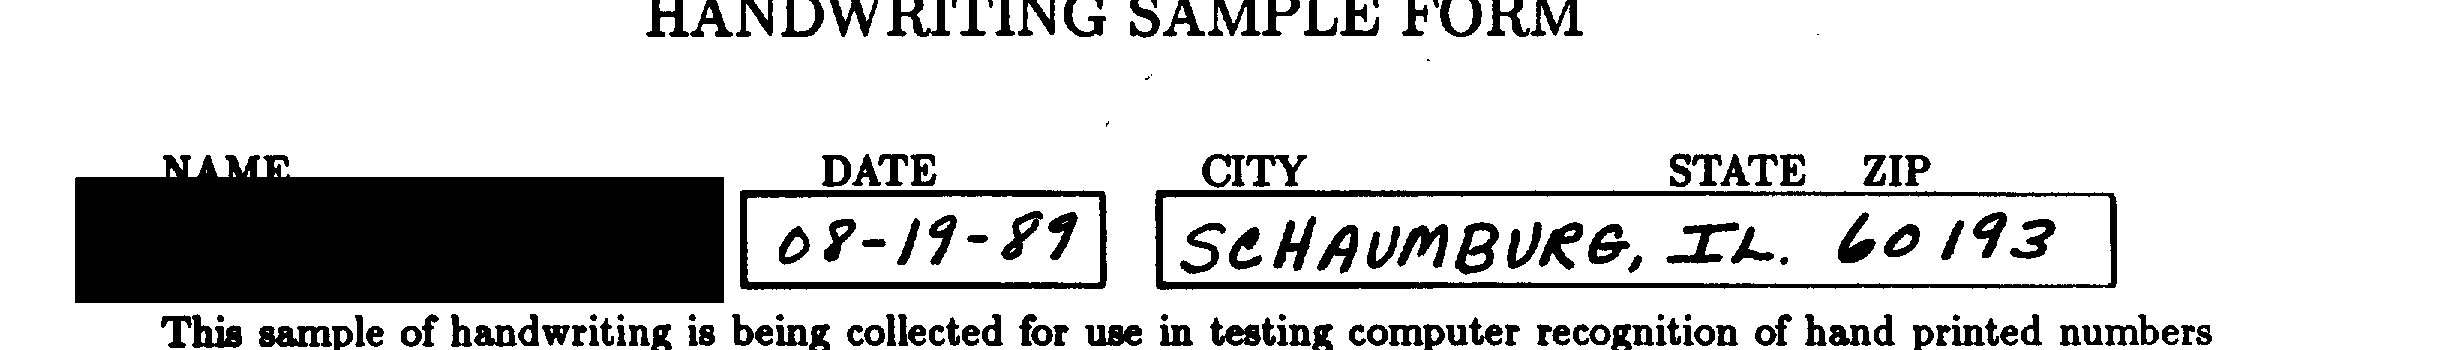 HANDWRITING SAMPLE FORM
NAME DATE CITY STATE ZIP
08-19-89 SCHAUMBURG, IL. 60193
This sample of handwriting is being collected for use in testing computer recognition of hand printed numbers